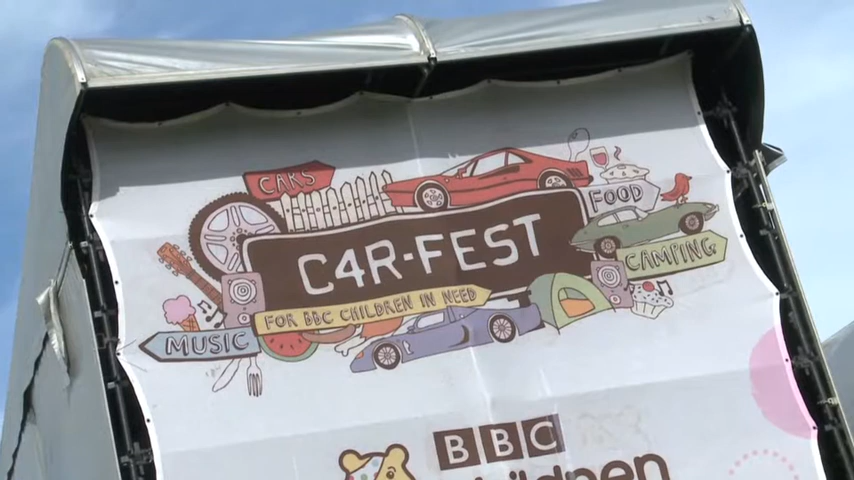 CARS
FOOD
C4R-FEST
CAMPING
FOR BBC CHILDREN IN NEED
MUSIC
BBC